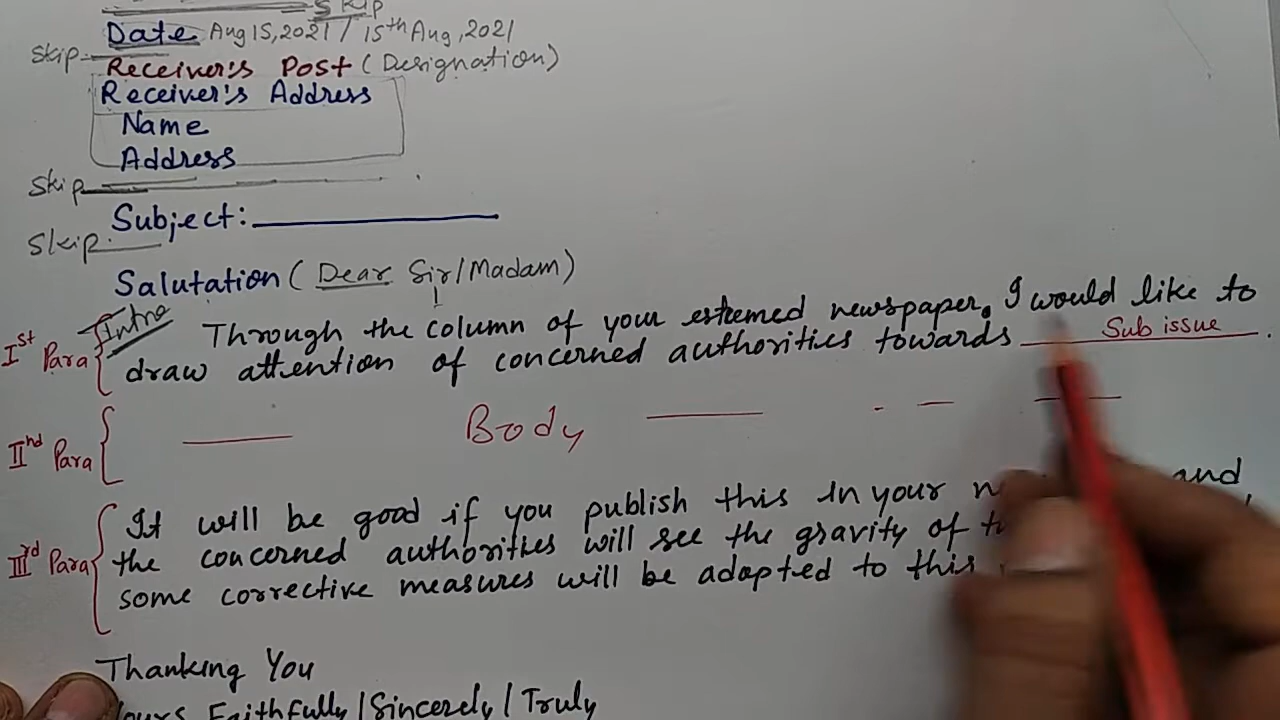 Skip
Date Aug 15, 2021 / 15th Aug, 2021
Skip
Receiver's Post (Designation)
Receiver's Address
Name
Address
Skip
Subject:
Skip
Salutation ( Dear Sir/Madam)
Ist Para Intro Through the column of your estemed newspaper. I would like to
draw attention of concerned authorities towards Sub issue .
IInd Para Body
IIIrd Para It will be good if you publish this in your and
the concerned authorities will see the gravity of
some corrective measures will be adapted to this
Thanking You
Yours Faithfully / Sincerely / Truly